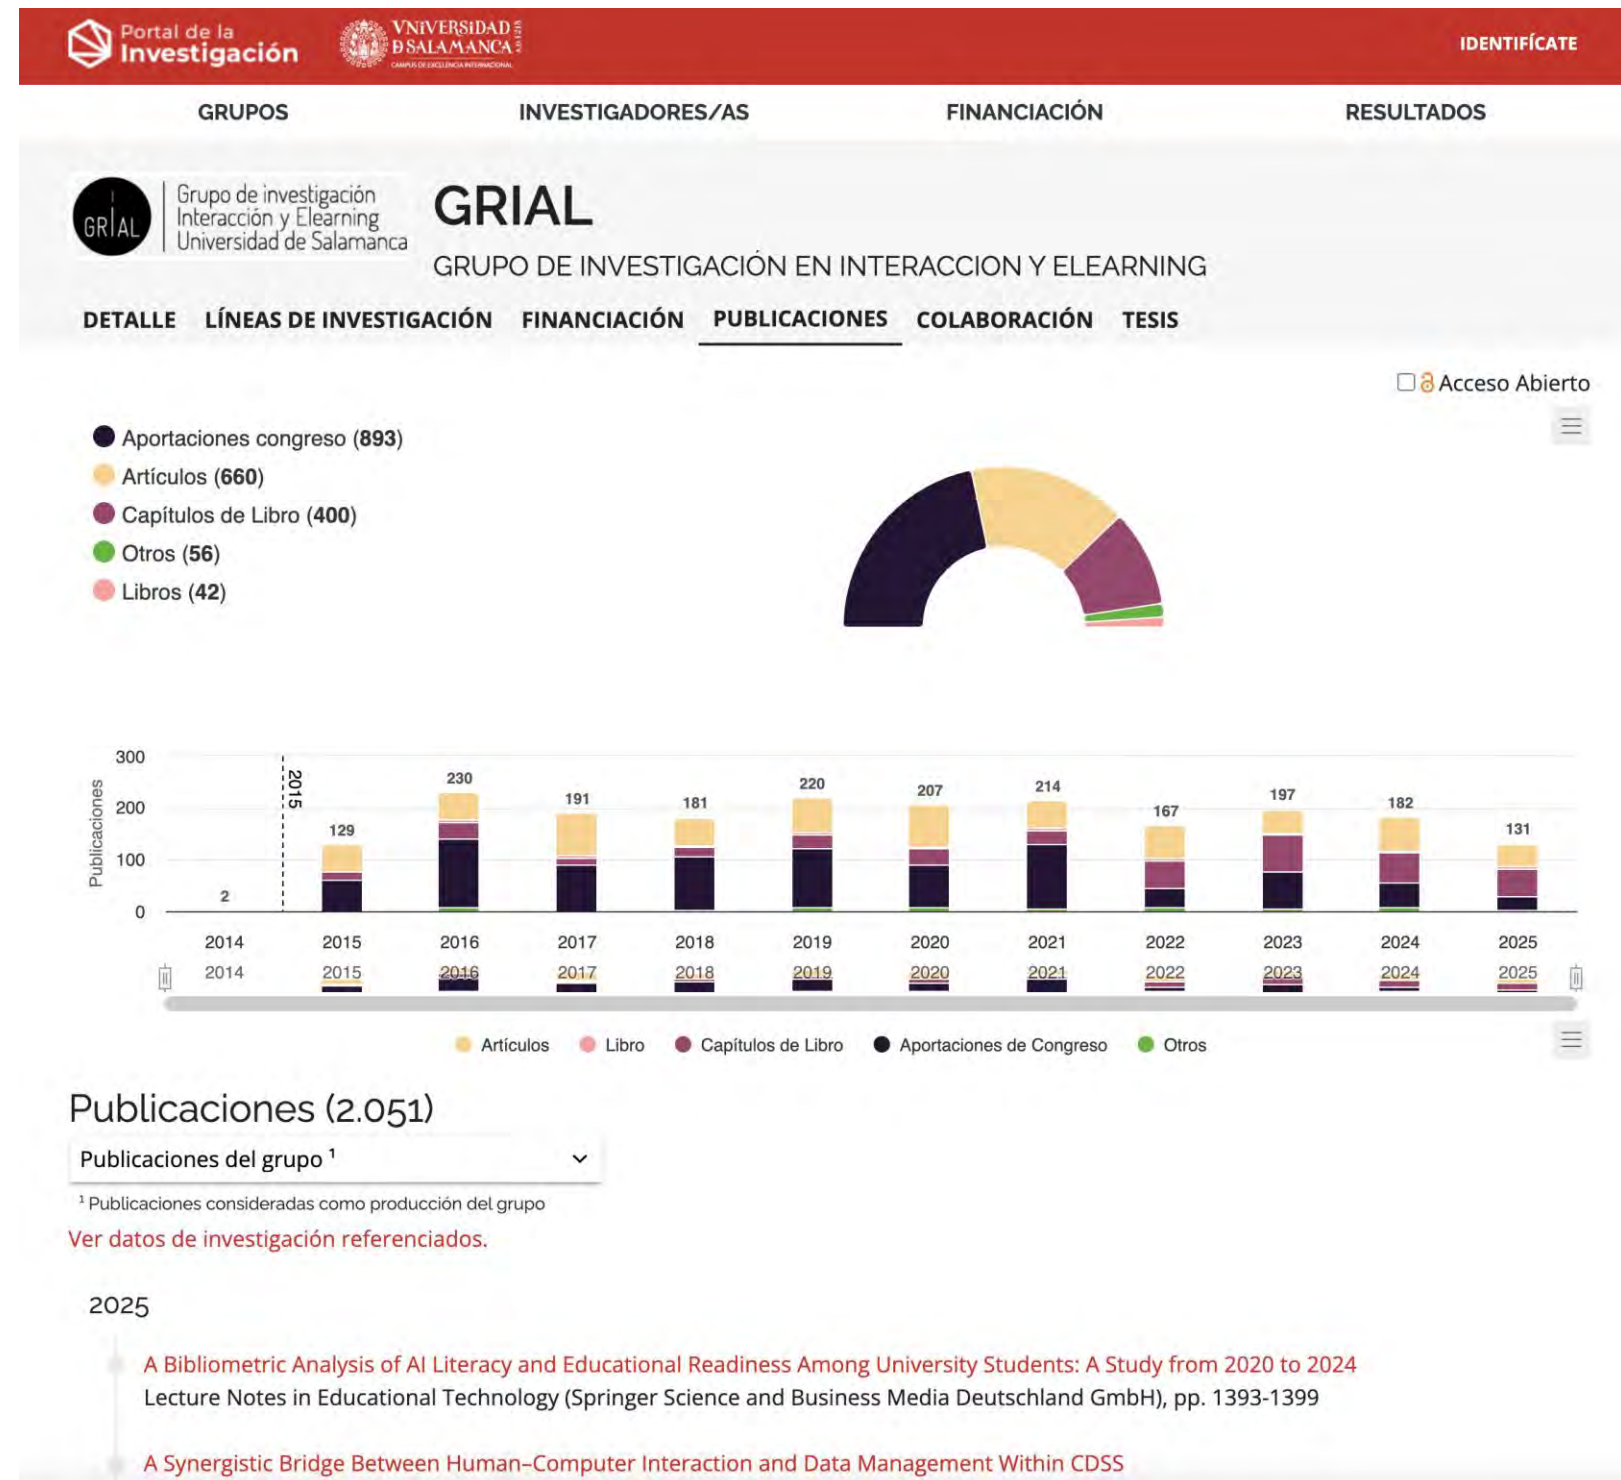 Portal de la
Investigación
VNiVERSiDAD
D SALAMANCA
CAMPUS DE EXCELENCIA INTERNACIONAL
IDENTIFÍCATE
GRUPOS
INVESTIGADORES/AS
FINANCIACIÓN
RESULTADOS
GRIAL
Grupo de investigación
Interacción y Elearning
Universidad de Salamanca
GRIAL
GRUPO DE INVESTIGACIÓN EN INTERACCION Y ELEARNING
DETALLE LÍNEAS DE INVESTIGACIÓN FINANCIACIÓN PUBLICACIONES COLABORACIÓN TESIS
Acceso Abierto
Aportaciones congreso (893)
Artículos (660)
Capítulos de Libro (400)
Otros (56)
Libros (42)
Publicaciones
300
200
100
0
2015
2 129 230 191 181 220 207 214 167 197 182 131
2014 2015 2016 2017 2018 2019 2020 2021 2022 2023 2024 2025
2014 2015 2016 2017 2018 2019 2020 2021 2022 2023 2024 2025
Artículos Libro Capítulos de Libro Aportaciones de Congreso Otros
Publicaciones (2.051)
Publicaciones del grupo ¹
¹ Publicaciones consideradas como producción del grupo
Ver datos de investigación referenciados.
2025
A Bibliometric Analysis of AI Literacy and Educational Readiness Among University Students: A Study from 2020 to 2024
Lecture Notes in Educational Technology (Springer Science and Business Media Deutschland GmbH), pp. 1393-1399
A Synergistic Bridge Between Human–Computer Interaction and Data Management Within CDSS